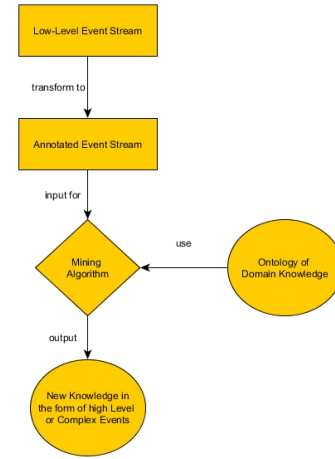 Low-Level Event Stream
transform to
Annotated Event Stream
input for
Mining
Algorithm
use
Ontology of
Domain Knowledge
output
New Knowledge in
the form of high Level
or Complex Events